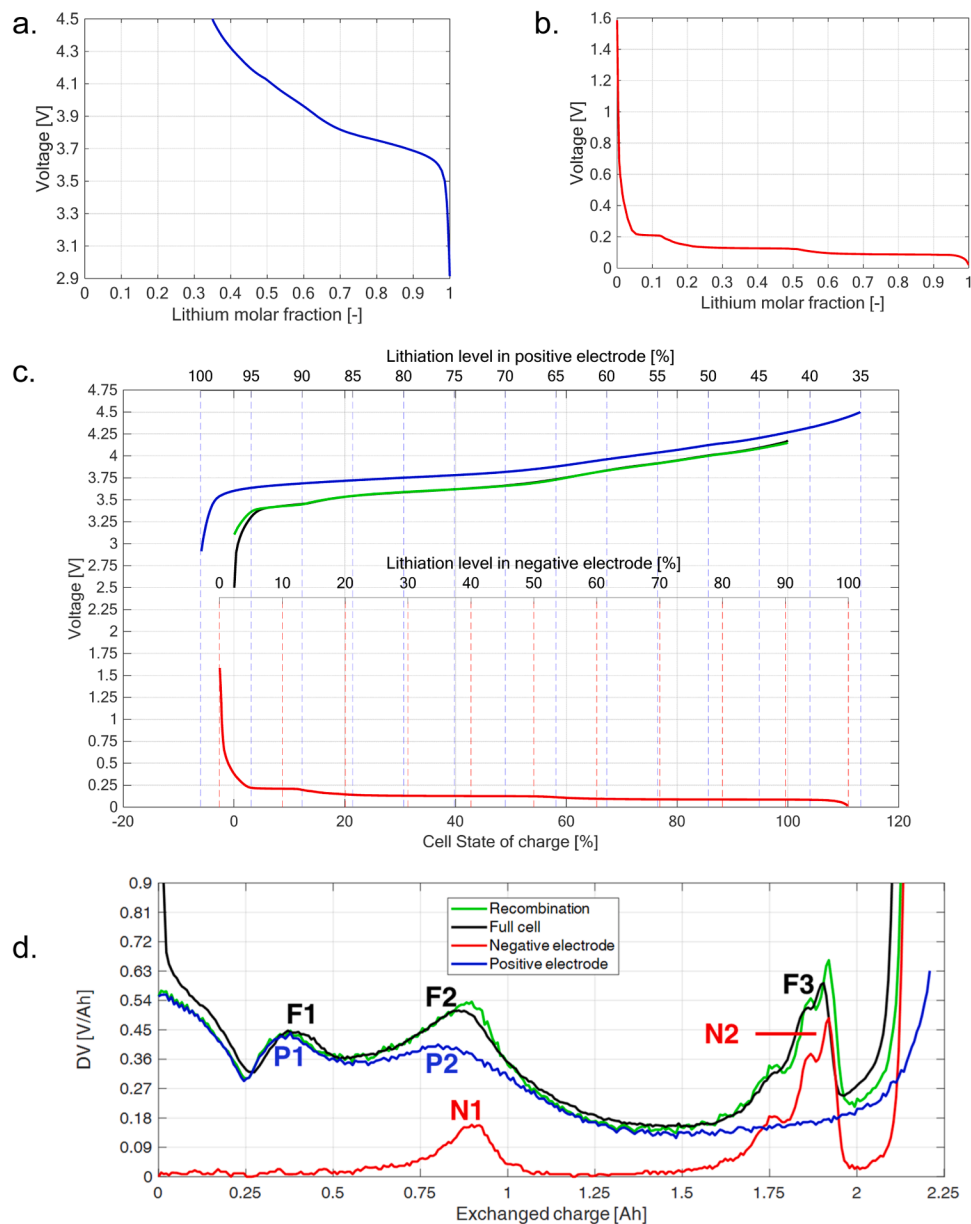 a.
4.5
4.3
4.1
3.9
3.7
3.5
3.3
3.1
2.9
Voltage [V]
0 0.1 0.2 0.3 0.4 0.5 0.6 0.7 0.8 0.9 1
Lithium molar fraction [-]
b.
1.6
1.4
1.2
1
0.8
0.6
0.4
0.2
0
Voltage [V]
0 0.1 0.2 0.3 0.4 0.5 0.6 0.7 0.8 0.9 1
Lithium molar fraction [-]
c.
Lithiation level in positive electrode [%]
100 95 90 85 80 75 70 65 60 55 50 45 40 35
4.75
4.5
4.25
4
3.75
3.5
3.25
3
2.75
2.5
2.25
2
1.75
1.5
1.25
1
0.75
0.5
0.25
0
Voltage [V]
Lithiation level in negative electrode [%]
0 10 20 30 40 50 60 70 80 90 100
-20 0 20 40 60 80 100 120
Cell State of charge [%]
d.
0.9
0.81
0.72
0.63
0.54
0.45
0.36
0.27
0.18
0.09
0
DV [V/Ah]
Recombination
Full cell
Negative electrode
Positive electrode
F1
P1
F2
P2
N1
F3
N2
0 0.25 0.5 0.75 1 1.25 1.5 1.75 2 2.25
Exchanged charge [Ah]